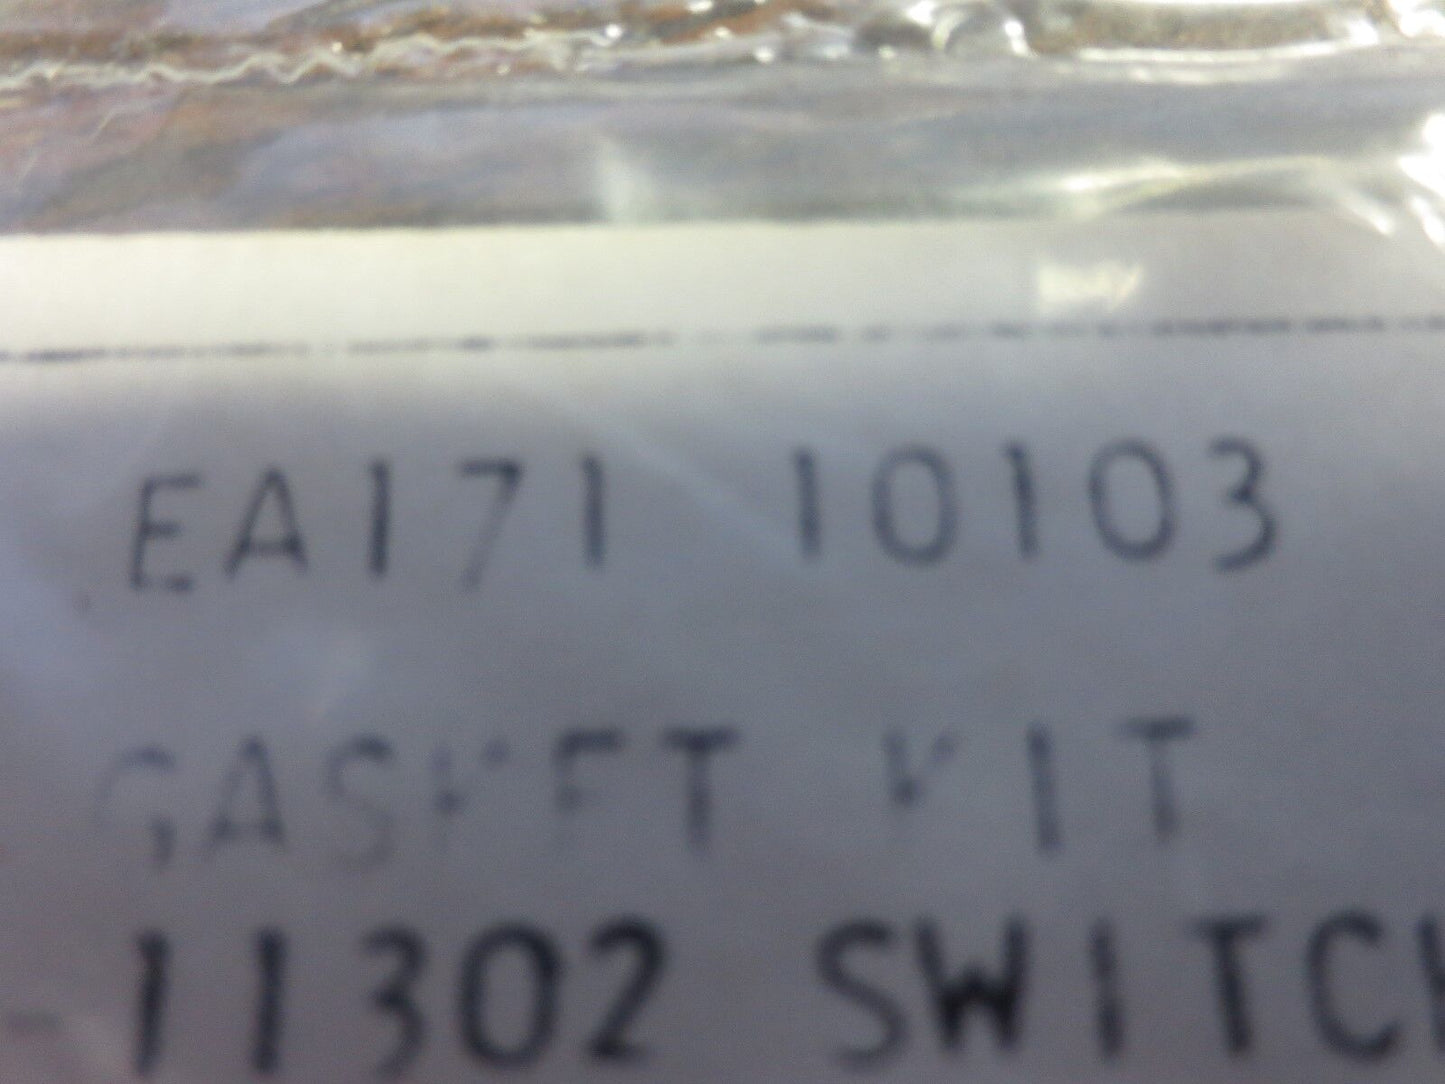 EA171 10103
GASKET KIT
11302 SWITCH